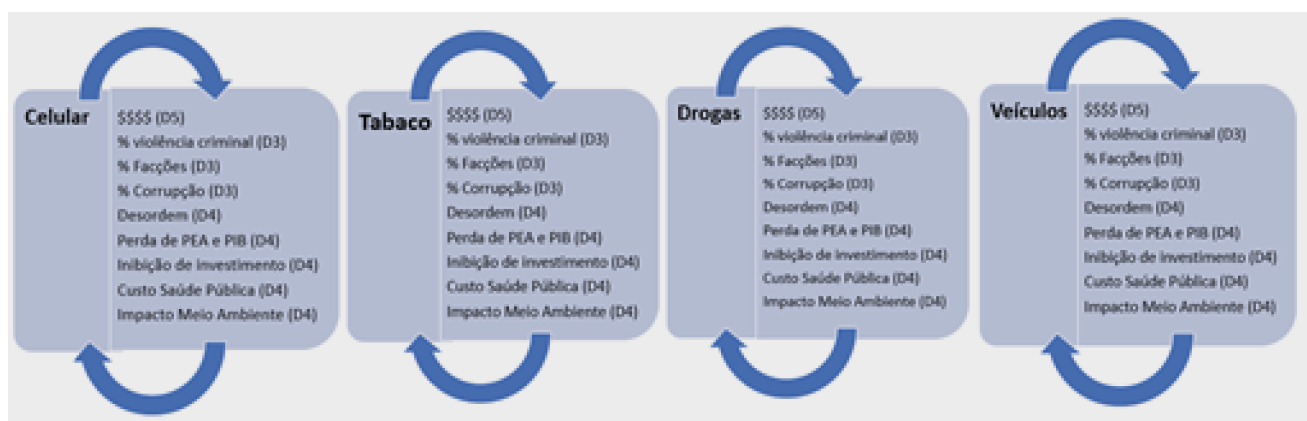 Celular
$$$$ (D5)
% violência criminal (D3)
% Facções (D3)
% Corrupção (D3)
Desordem (D4)
Perda de PEA e PIB (D4)
Inibição de investimento (D4)
Custo Saúde Pública (D4)
Impacto Meio Ambiente (D4)
Tabaco
$$$$ (D5)
% violência criminal (D3)
% Facções (D3)
% Corrupção (D3)
Desordem (D4)
Perda de PEA e PIB (D4)
Inibição de investimento (D4)
Custo Saúde Pública (D4)
Impacto Meio Ambiente (D4)
Drogas
$$$$ (D5)
% violência criminal (D3)
% Facções (D3)
% Corrupção (D3)
Desordem (D4)
Perda de PEA e PIB (D4)
Inibição de investimento (D4)
Custo Saúde Pública (D4)
Impacto Meio Ambiente (D4)
Veículos
$$$$ (D5)
% violência criminal (D3)
% Facções (D3)
% Corrupção (D3)
Desordem (D4)
Perda de PEA e PIB (D4)
Inibição de investimento (D4)
Custo Saúde Pública (D4)
Impacto Meio Ambiente (D4)